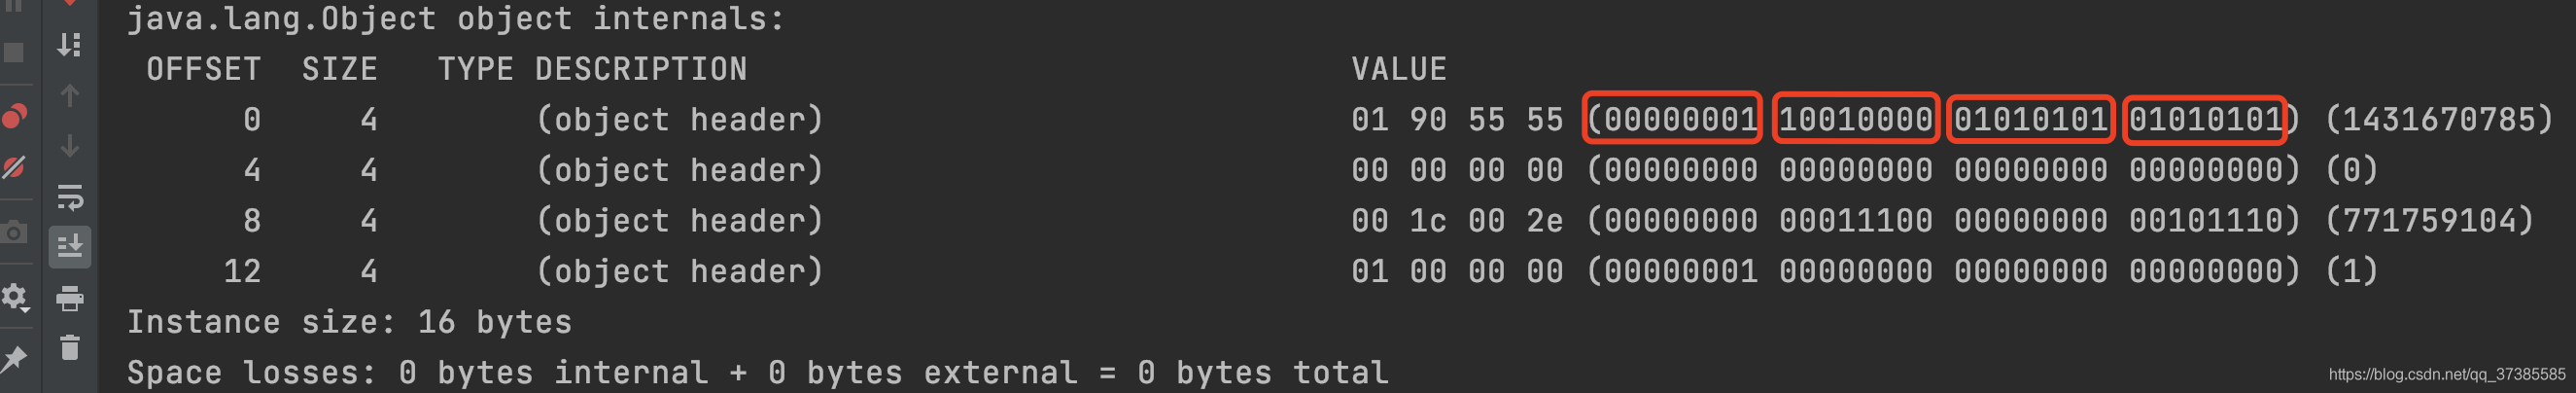 java.lang.Object object internals:
OFFSET SIZE TYPE DESCRIPTION VALUE
0 4 (object header) 01 90 55 55 (00000001 10010000 01010101 01010101) (1431670785)
4 4 (object header) 00 00 00 00 (00000000 00000000 00000000 00000000) (0)
8 4 (object header) 00 1c 00 2e (00000000 00011100 00000000 00101110) (771759104)
12 4 (object header) 01 00 00 00 (00000001 00000000 00000000 00000000) (1)
Instance size: 16 bytes
Space losses: 0 bytes internal + 0 bytes external = 0 bytes total
https://blog.csdn.net/qq_37385585